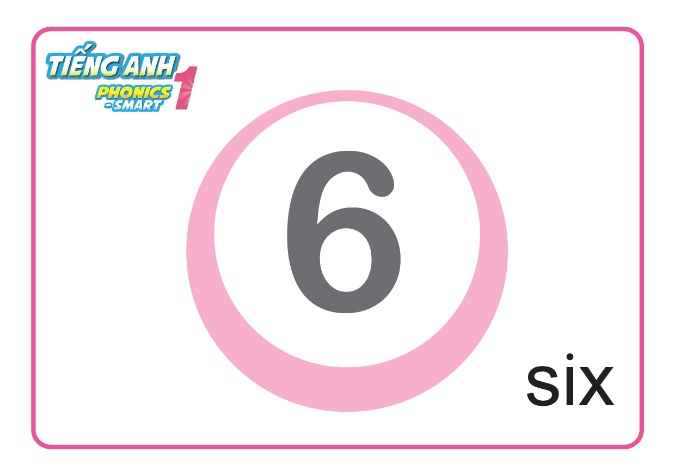 TIẾNG ANH
PHONICS
-SMART 1
6
six